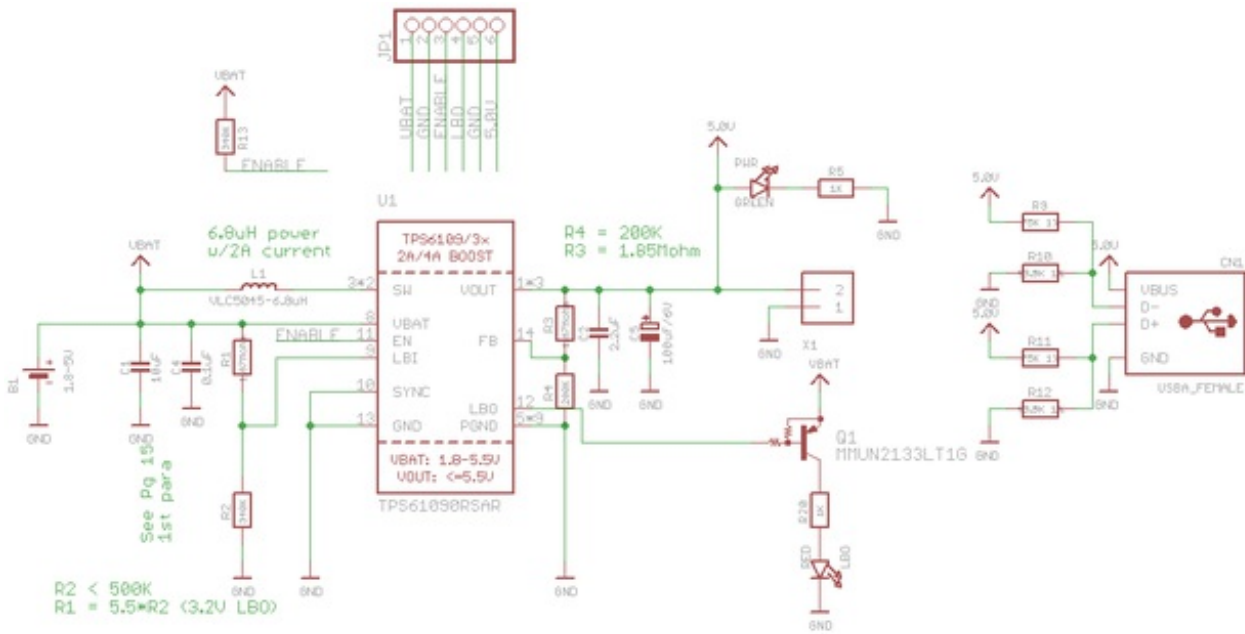 JP1
1
2
3
4
5
6
VBAT
GND
ENABLE
LBO
GND
5.0V
VBAT
340K
R13
ENABLE
5.0V
PWR
R5
1K
GND
U1
6.8uH power
w/2A current
TPS6109/3x
2A/4A BOOST
R4 = 200K
R3 = 1.85Mohm
VBAT
L1
VLC5045-6.8uH
3*2
SW
VOUT
1*3
VBAT
ENABLE
11
EN
LBI
14
FB
10
SYNC
12
LBO
13
GND
PGND
5*9
VBAT: 1.8-5.5V
VOUT: <=5.5V
TPS61090RSAR
B1
1.8-5V
GND
C1
10uF
GND
C4
0.1uF
GND
R1
R2
340K
GND
GND
See Pg 15
1st para
R2 < 500K
R1 = 5.5*R2 (3.2V LBO)
R3
R4
200K
GND
2.2uF
GND
100uF/6V
GND
2
1
X1
GND
VBAT
Q1
MMUN2133LT1G
R20
1K
RED
LBO
GND
5.0V
R9
R10
GND
5.0V
R11
R12
GND
5.0V
CN1
VBUS
D-
D+
GND
GND
USBA_FEMALE